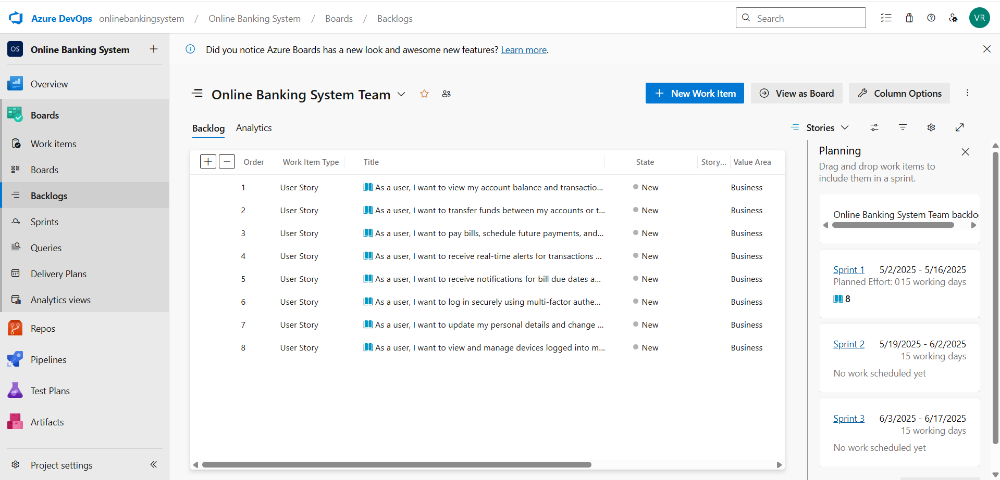 Azure DevOps onlinebankingsystem / Online Banking System / Boards / Backlogs
Search
VR
OS Online Banking System
Did you notice Azure Boards has a new look and awesome new features? Learn more.
Overview
Boards
Work items
Boards
Backlogs
Sprints
Queries
Delivery Plans
Analytics views
Repos
Pipelines
Test Plans
Artifacts
Project settings
Online Banking System Team
New Work Item
View as Board
Column Options
Backlog Analytics
Stories
Order Work Item Type Title State Story... Value Area
1 User Story As a user, I want to view my account balance and transactio... New Business
2 User Story As a user, I want to transfer funds between my accounts or t... New Business
3 User Story As a user, I want to pay bills, schedule future payments, and... New Business
4 User Story As a user, I want to receive real-time alerts for transactions ... New Business
5 User Story As a user, I want to receive notifications for bill due dates a... New Business
6 User Story As a user, I want to log in securely using multi-factor authe... New Business
7 User Story As a user, I want to update my personal details and change ... New Business
8 User Story As a user, I want to view and manage devices logged into m... New Business
Planning
Drag and drop work items to
include them in a sprint.
Online Banking System Team backlo
Sprint 1 5/2/2025 - 5/16/2025
Planned Effort: 0 15 working days
8
Sprint 2 5/19/2025 - 6/2/2025
15 working days
No work scheduled yet
Sprint 3 6/3/2025 - 6/17/2025
15 working days
No work scheduled yet